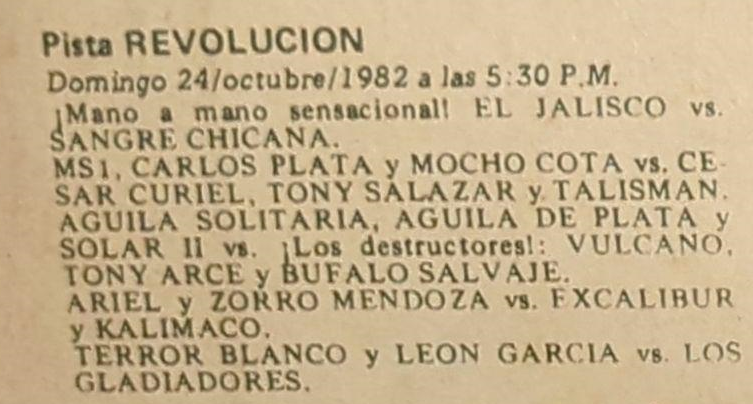 Pista REVOLUCION
Domingo 24/octubre/1982 a las 5:30 P.M.
¡Mano a mano sensacional! EL JALISCO vs.
SANGRE CHICANA.
MS1, CARLOS PLATA y MOCHO COTA vs. CE-
SAR CURIEL, TONY SALAZAR y TALISMAN.
AGUILA SOLITARIA, AGUILA DE PLATA y
SOLAR II vs. ¡Los destructores!: VULCANO,
TONY ARCE y BUFALO SALVAJE.
ARIEL y ZORRO MENDOZA vs. EXCALIBUR
y KALIMACO.
TERROR BLANCO y LEON GARCIA vs. LOS
GLADIADORES.